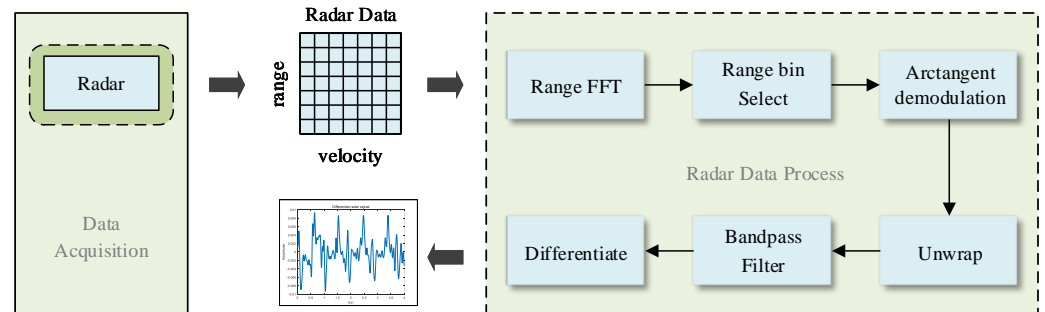 Radar
Data
Acquisition
Radar Data
range
velocity
Range FFT
Range bin
Select
Arctangent
demodulation
Radar Data Process
Differentiate
Bandpass
Filter
Unwrap
Differential radar signal
Amplitude